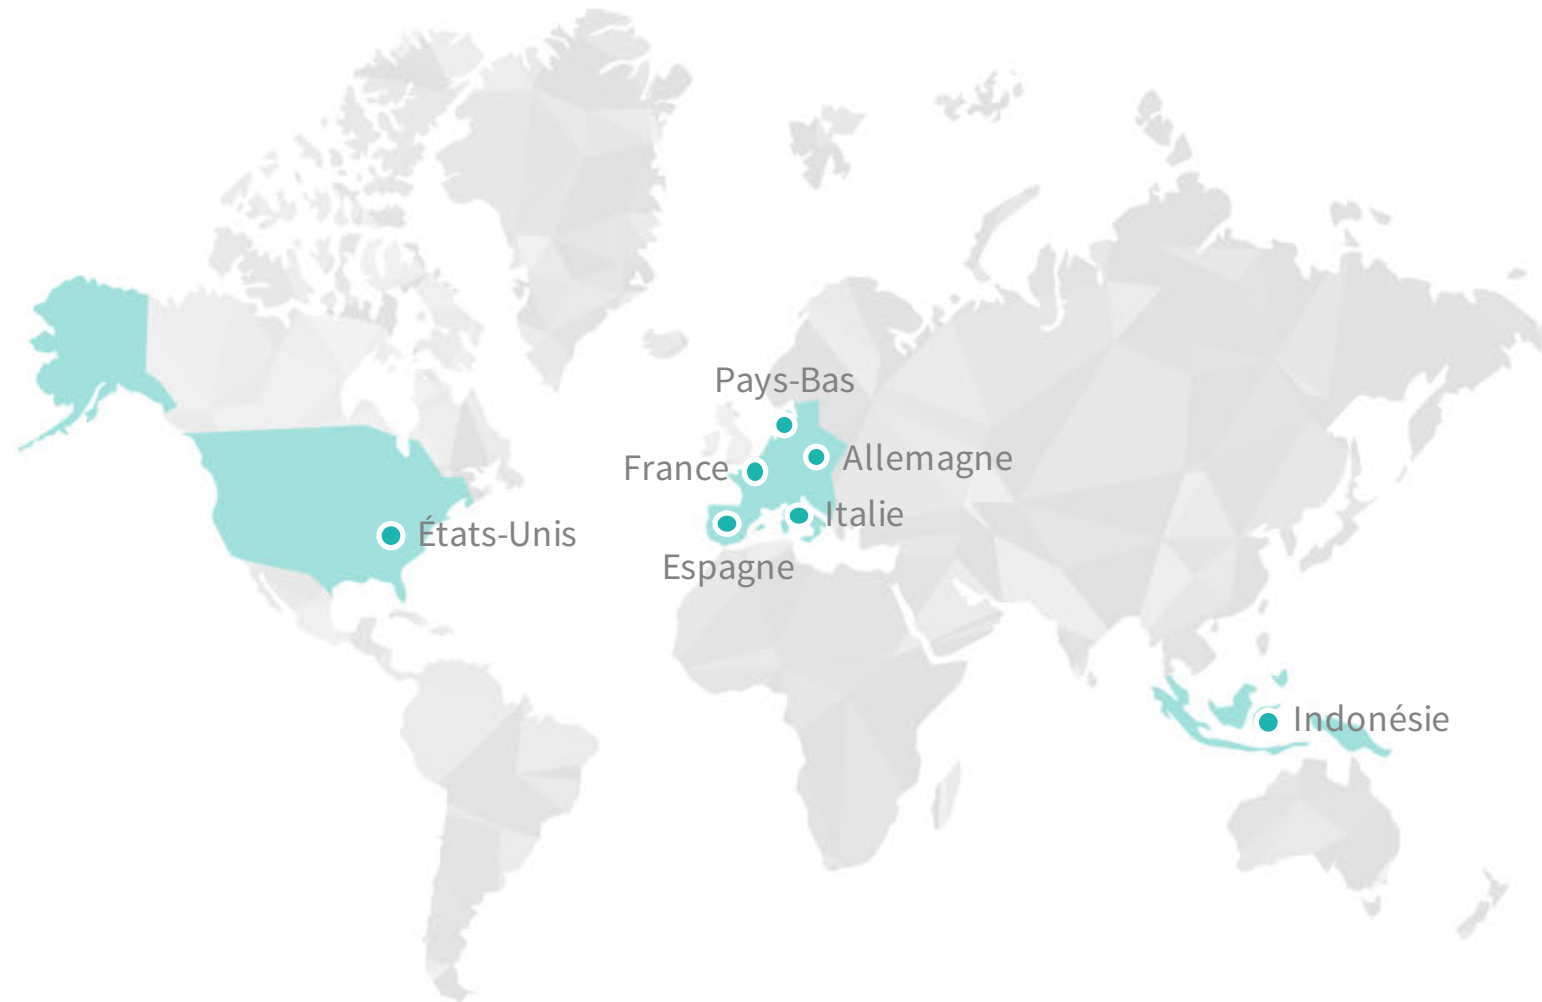 Pays-Bas
France
Allemagne
Italie
États-Unis
Espagne
Indonésie